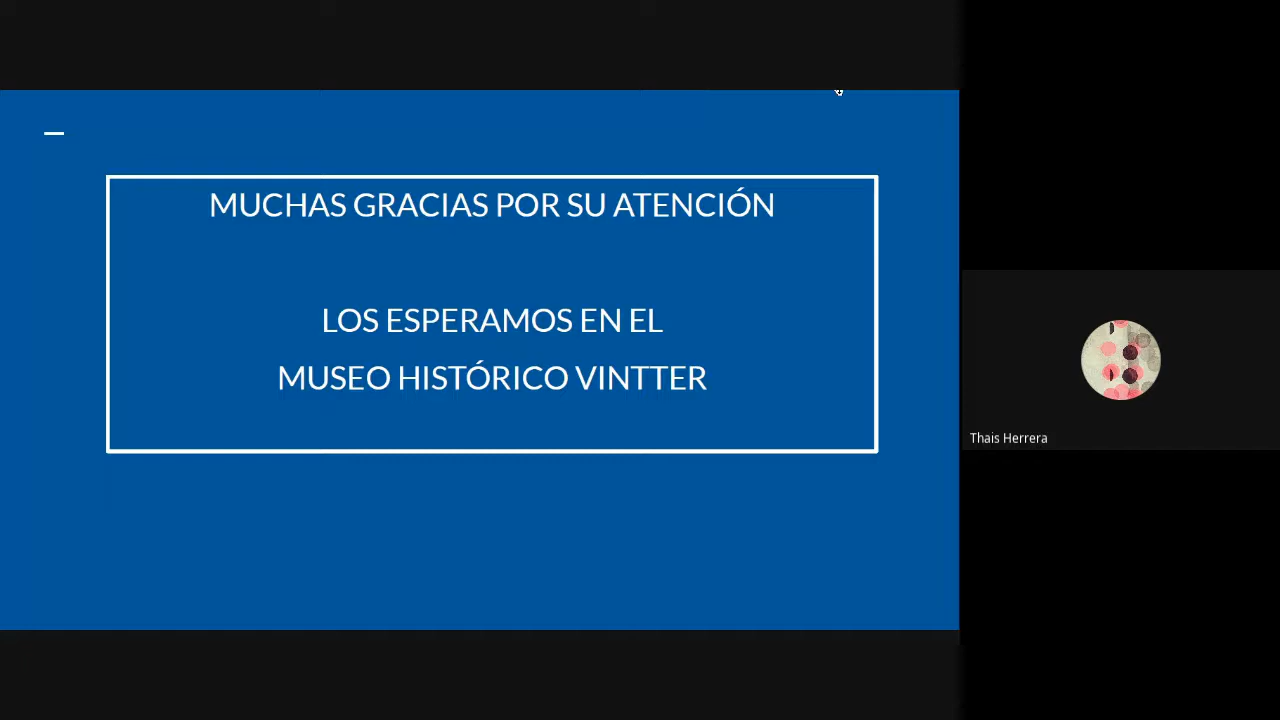 MUCHAS GRACIAS POR SU ATENCIÓN
LOS ESPERAMOS EN EL
MUSEO HISTÓRICO VINTTER
Thais Herrera